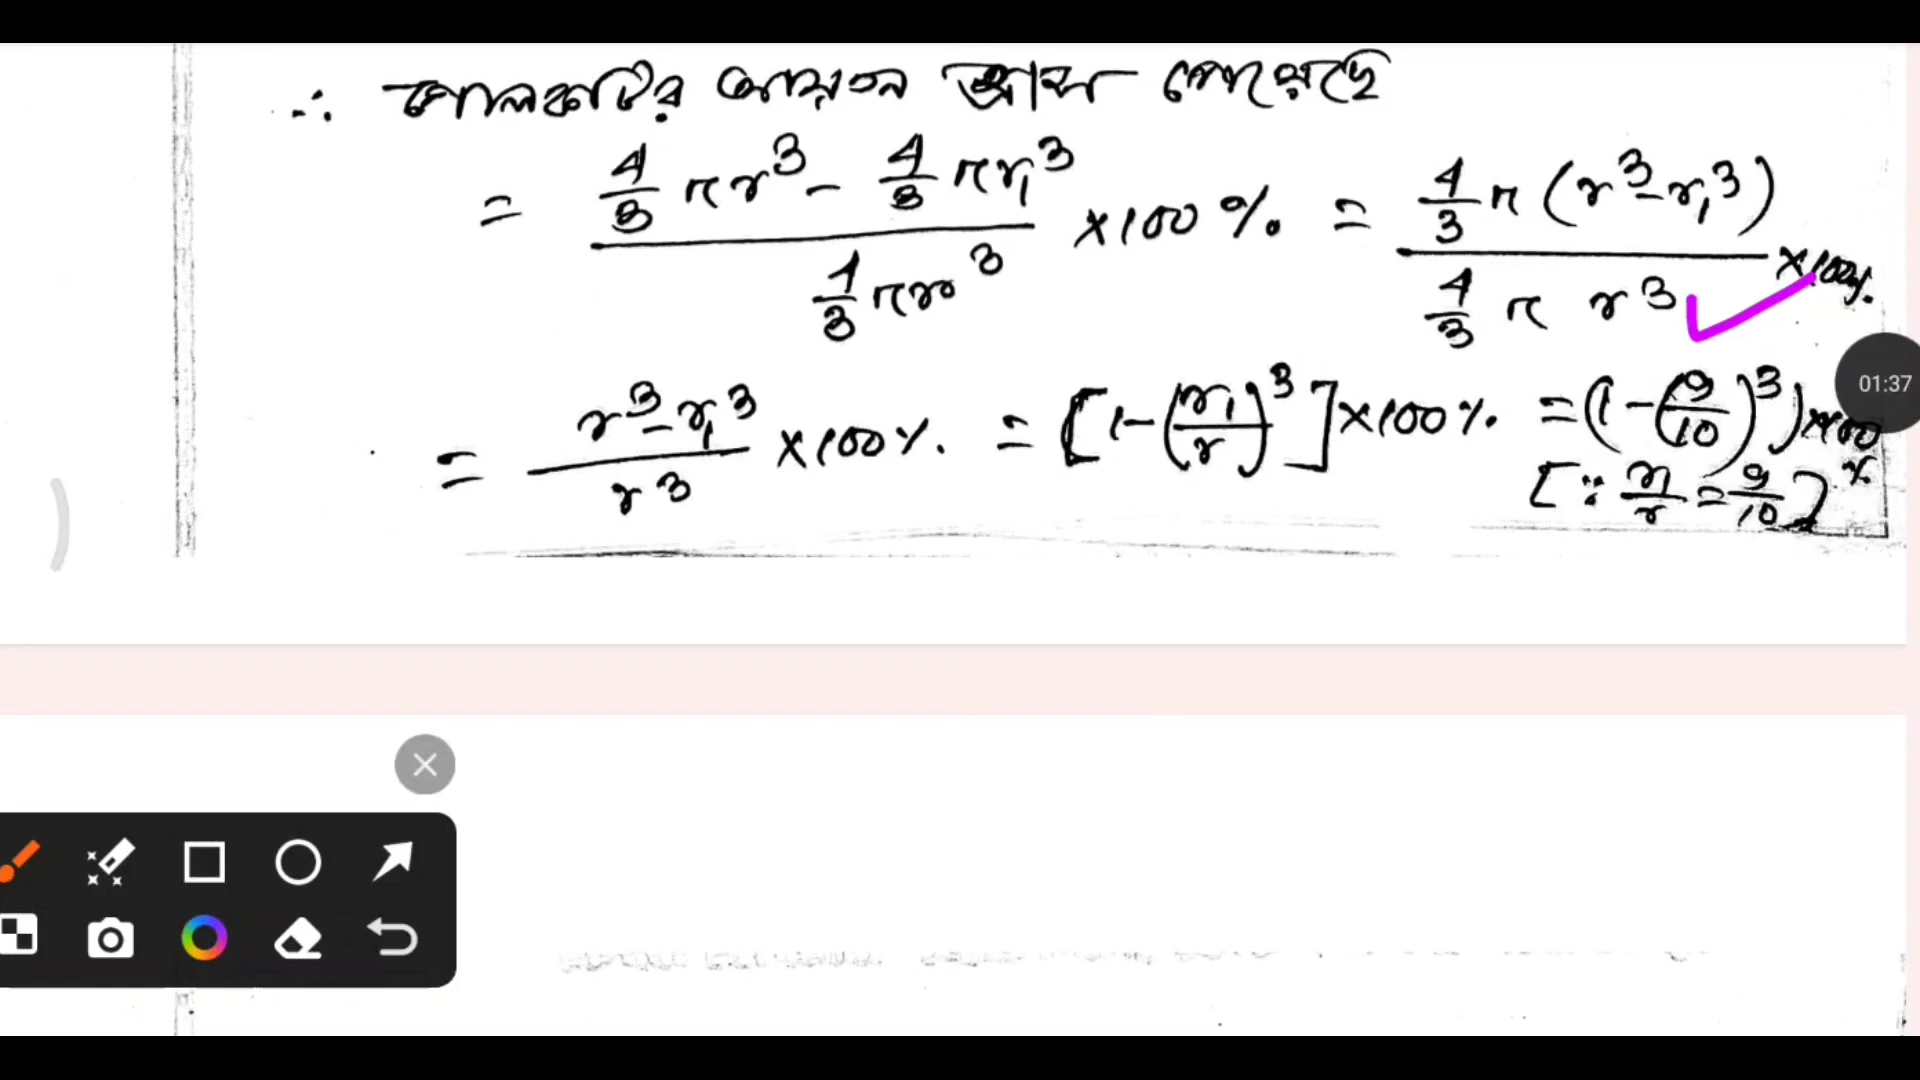 ∴ গোলকটির আয়তন হ্রাস পেয়েছে
= (4/3 πr³ - 4/3 πr₁³) / (4/3 πr³) ×100 % = (4/3 π (r³-r₁³)) / (4/3 π r³) ×100%.
= (r³-r₁³) / r³ ×100%. = [1-(r₁/r)³]×100%. =(1-(9/10)³)×100 %
[∵ r₁/r = 9/10]
01:37